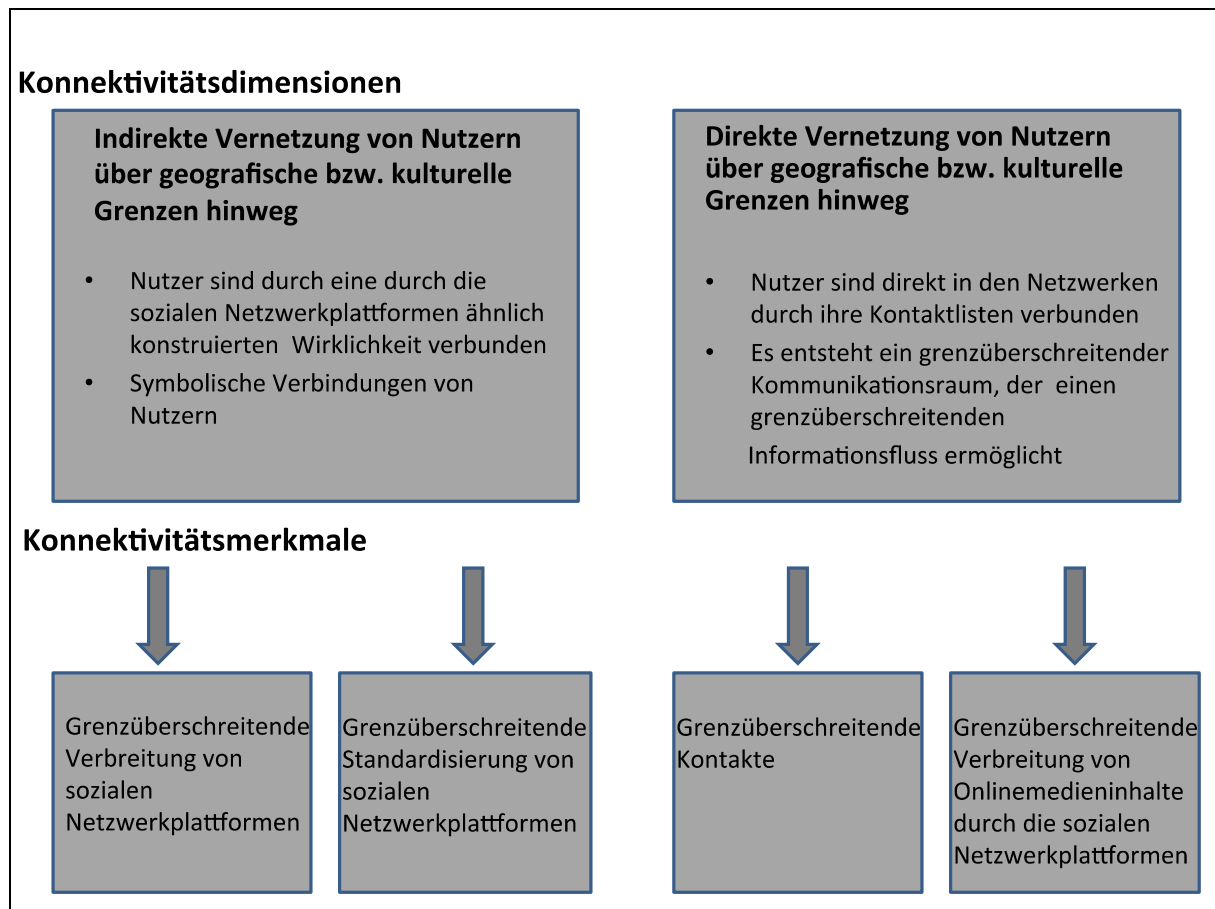 Konnektivitätsdimensionen
Indirekte Vernetzung von Nutzern
über geografische bzw. kulturelle
Grenzen hinweg
• Nutzer sind durch eine durch die
sozialen Netzwerkplattformen ähnlich
konstruierten Wirklichkeit verbunden
• Symbolische Verbindungen von
Nutzern
Direkte Vernetzung von Nutzern
über geografische bzw. kulturelle
Grenzen hinweg
• Nutzer sind direkt in den Netzwerken
durch ihre Kontaktlisten verbunden
• Es entsteht ein grenzüberschreitender
Kommunikationsraum, der einen
grenzüberschreitenden
Informationsfluss ermöglicht
Konnektivitätsmerkmale
Grenzüberschreitende
Verbreitung von
sozialen
Netzwerkplattformen
Grenzüberschreitende
Standardisierung von
sozialen
Netzwerkplattformen
Grenzüberschreitende
Kontakte
Grenzüberschreitende
Verbreitung von
Onlinemedieninhalte
durch die sozialen
Netzwerkplattformen